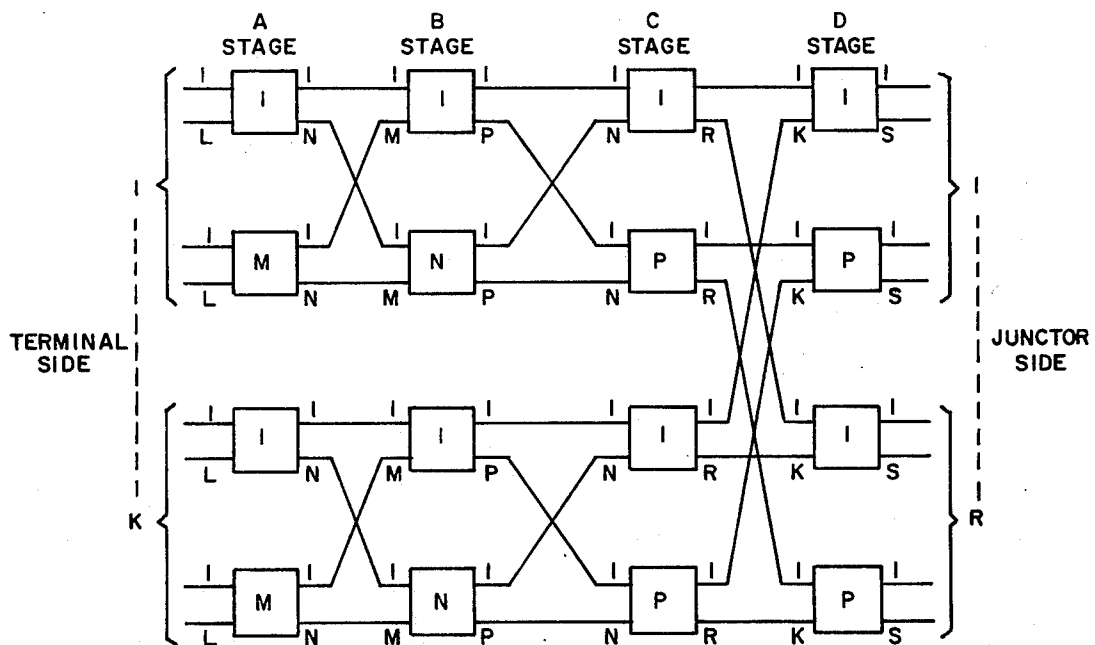 A B C D
STAGE STAGE STAGE STAGE
I I I I I I I I
I I I I
L N M P N R K S
I I
I I I I I I I I
M N P P
L N M P N R K S
TERMINAL SIDE
JUNCTOR SIDE
I I I I I I I I
I I I I
L N M P N R K S
K R
I I I I I I I I
M N P P
L N M P N R K S